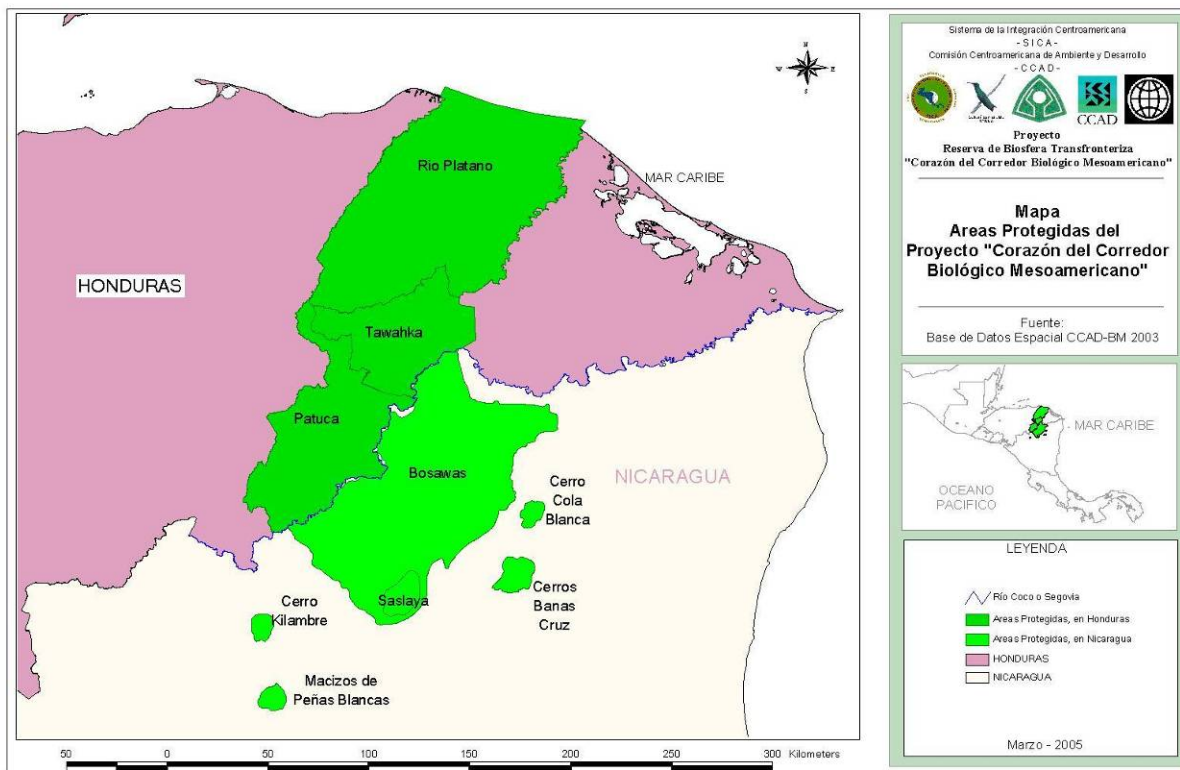 Rio Platano
MAR CARIBE
HONDURAS
Tawahka
Patuca
Bosawas
NICARAGUA
Cerro
Cola
Blanca
Cerros
Banas
Cruz
Saslaya
Cerro
Kilambre
Macizos de
Peñas Blancas
50 0 50 100 150 200 250 300 Kilometers
Sistema de la Integración Centroamericana
- SICA -
Comisión Centroamericana de Ambiente y Desarrollo
- CCAD -
CCAD
Proyecto
Reserva de Biosfera Transfronteriza
"Corazón del Corredor Biológico Mesoamericano"
Mapa
Areas Protegidas del
Proyecto "Corazón del Corredor
Biológico Mesoamericano"
Fuente:
Base de Datos Espacial CCAD-BM 2003
MAR CARIBE
OCEANO
PACIFICO
LEYENDA
Río Coco o Segovia
Areas Protegidas, en Honduras
Areas Protegidas, en Nicaragua
HONDURAS
NICARAGUA
Marzo - 2005